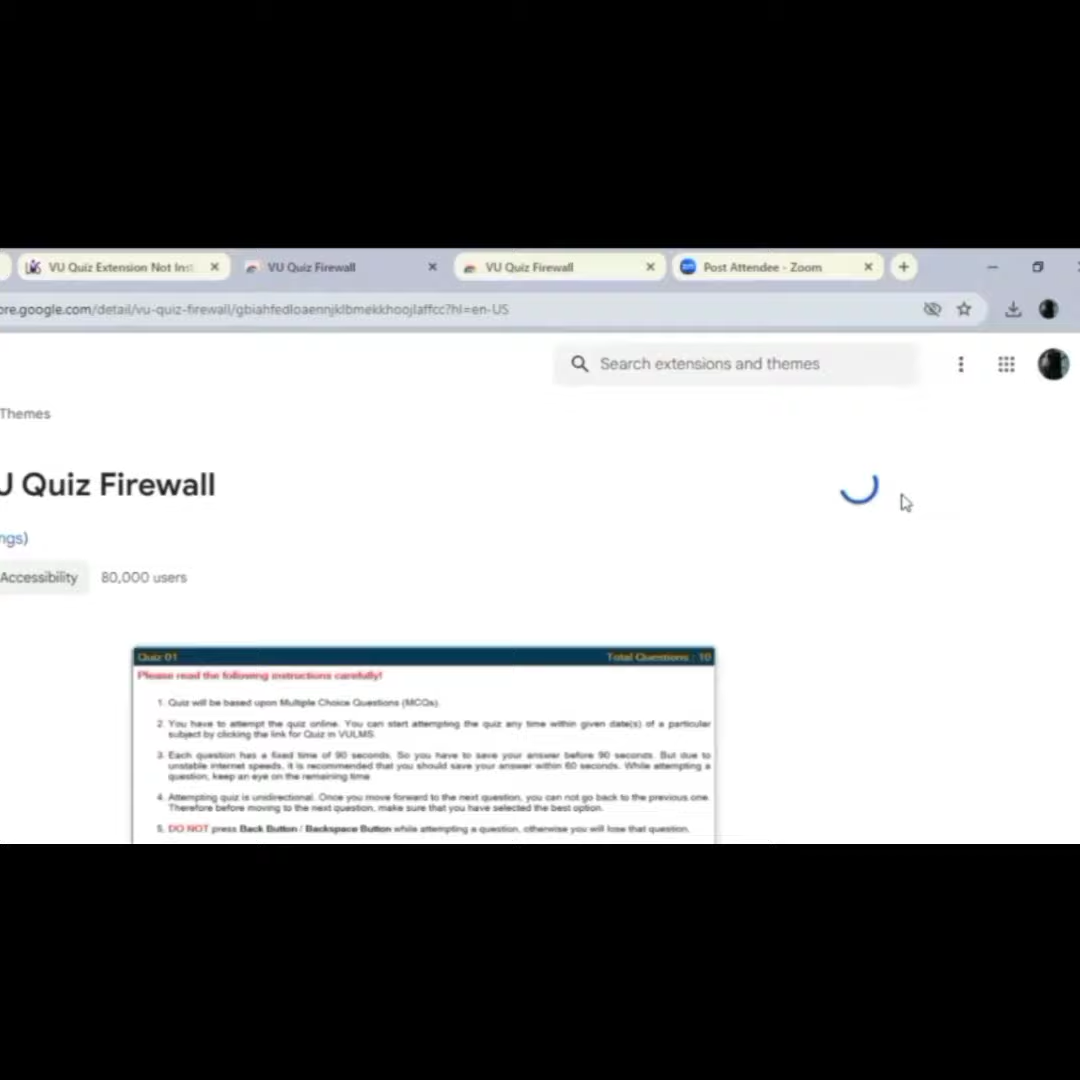 VU Quiz Extension Not Inst
VU Quiz Firewall
VU Quiz Firewall
Post Attendee - Zoom
ore.google.com/detail/vu-quiz-firewall/gbiahfedloaennjklbmekkhoojlaffcc?hl=en-US
Search extensions and themes
Themes
U Quiz Firewall
ngs)
Accessibility
80,000 users
Quiz 01
Total Questions : 10
Please read the following instructions carefully!
1. Quiz will be based upon Multiple Choice Questions (MCQs).
2. You have to attempt the quiz online. You can start attempting the quiz any time within given date(s) of a particular
subject by clicking the link for Quiz in VULMS.
3. Each question has a fixed time of 90 seconds. So you have to save your answer before 90 seconds. But due to
unstable internet speeds, it is recommended that you should save your answer within 60 seconds. While attempting a
question, keep an eye on the remaining time.
4. Attempting quiz is unidirectional. Once you move forward to the next question, you can not go back to the previous one.
Therefore before moving to the next question, make sure that you have selected the best option.
5. DO NOT press Back Button / Backspace Button while attempting a question, otherwise you will lose that question.